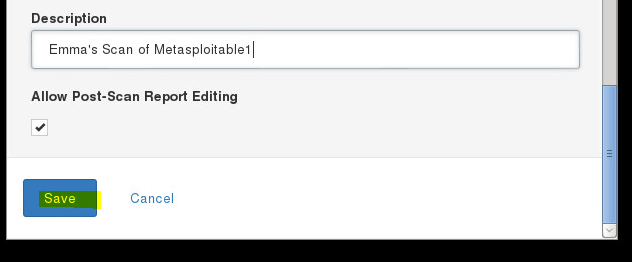 Description
Emma's Scan of Metasploitable1
Allow Post-Scan Report Editing
Save Cancel